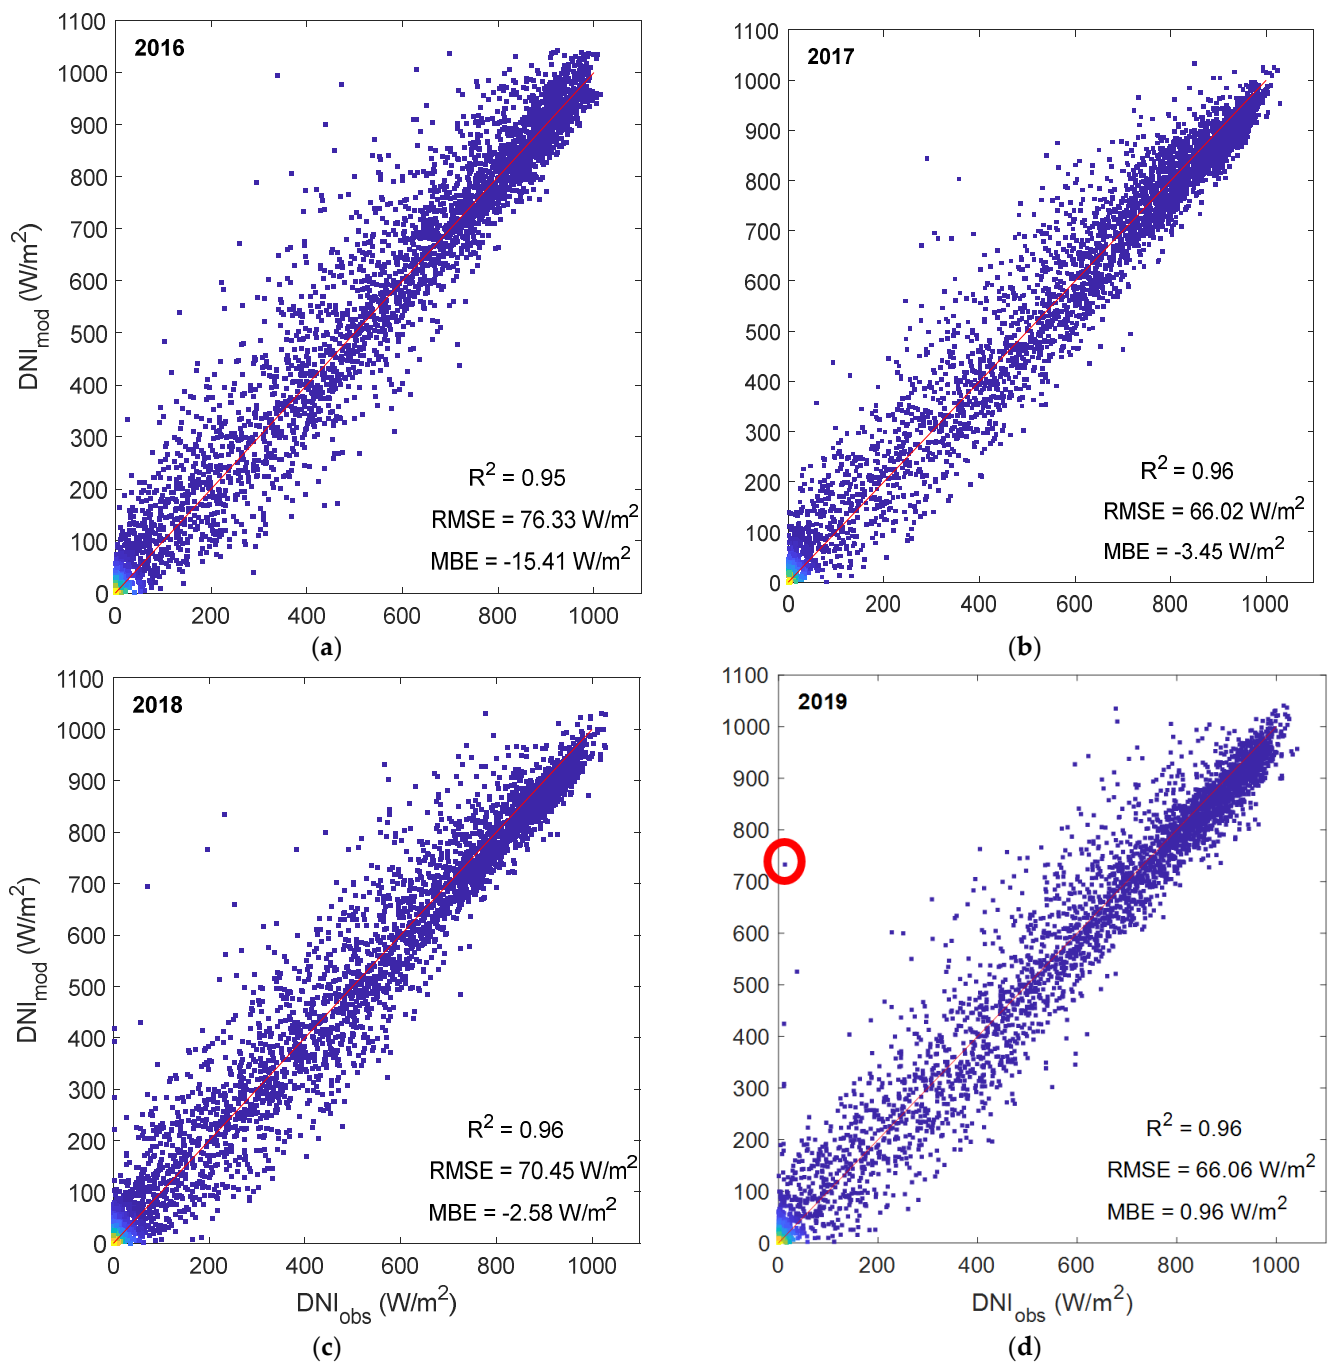 1100
1000
900
800
700
600
500
400
300
200
100
0
DNI_mod (W/m²)
2016
R² = 0.95
RMSE = 76.33 W/m²
MBE = -15.41 W/m²
0 200 400 600 800 1000
(a)
1100
1000
900
800
700
600
500
400
300
200
100
0
2017
R² = 0.96
RMSE = 66.02 W/m²
MBE = -3.45 W/m²
0 200 400 600 800 1000
(b)
1100
1000
900
800
700
600
500
400
300
200
100
0
DNI_mod (W/m²)
2018
R² = 0.96
RMSE = 70.45 W/m²
MBE = -2.58 W/m²
0 200 400 600 800 1000
DNI_obs (W/m²)
(c)
1100
1000
900
800
700
600
500
400
300
200
100
0
2019
R² = 0.96
RMSE = 66.06 W/m²
MBE = 0.96 W/m²
0 200 400 600 800 1000
DNI_obs (W/m²)
(d)